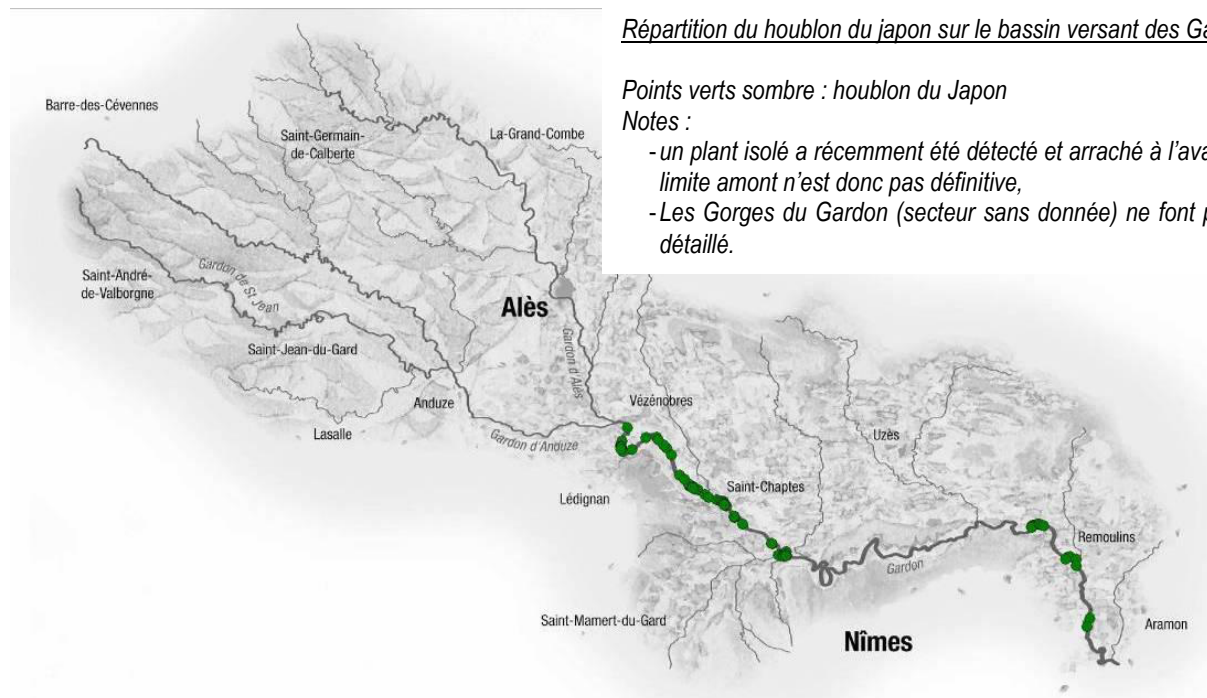 Répartition du houblon du japon sur le bassin versant des
Points verts sombre : houblon du Japon
Notes :
- un plant isolé a récemment été détecté et arraché à
limite amont n'est donc pas définitive,
- Les Gorges du Gardon (secteur sans donnée) ne font
détaillé.
Barre-des-Cévennes
Saint-Germain-
de-Calberte
La-Grand-Combe
Saint-André-
de-Valborgne
Gardon de St Jean
Alès
Saint-Jean-du-Gard
Gardon d'Alès
Anduze
Vézénobres
Lasalle
Gardon d'Anduze
Uzès
Lédignan
Saint-Chaptes
Remoulins
Gardon
Saint-Mamert-du-Gard
Aramon
Nîmes